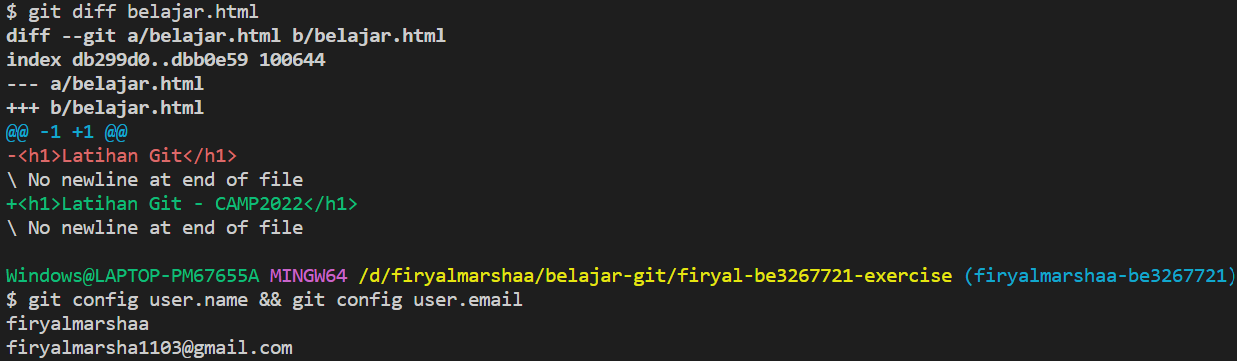 $ git diff belajar.html
diff --git a/belajar.html b/belajar.html
index db299d0..dbb0e59 100644
--- a/belajar.html
+++ b/belajar.html
@@ -1 +1 @@
-<h1>Latihan Git</h1>
\ No newline at end of file
+<h1>Latihan Git - CAMP2022</h1>
\ No newline at end of file
Windows@LAPTOP-PM67655A MINGW64 /d/firyalmarshaa/belajar-git/firyal-be3267721-exercise (firyalmarshaa-be3267721)
$ git config user.name && git config user.email
firyalmarshaa
firyalmarsha1103@gmail.com